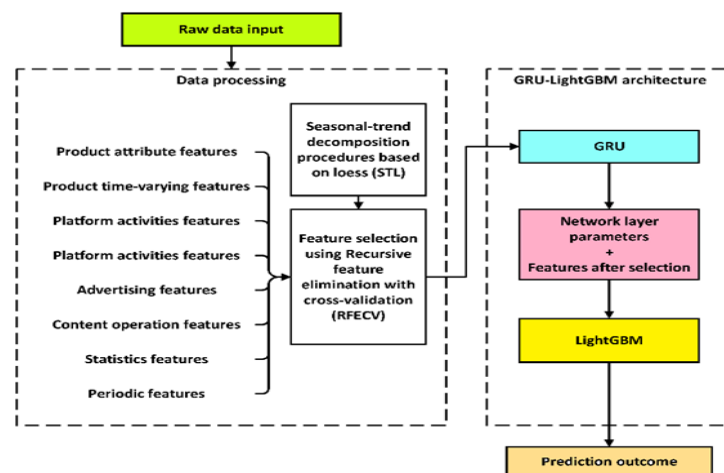 Raw data input
Data processing
Product attribute features
Product time-varying features
Platform activities features
Platform activities features
Advertising features
Content operation features
Statistics features
Periodic features
Seasonal-trend
decomposition
procedures based
on loess (STL)
Feature selection
using Recursive
feature
elimination with
cross-validation
(RFECV)
GRU-LightGBM architecture
GRU
Network layer
parameters
+
Features after selection
LightGBM
Prediction outcome